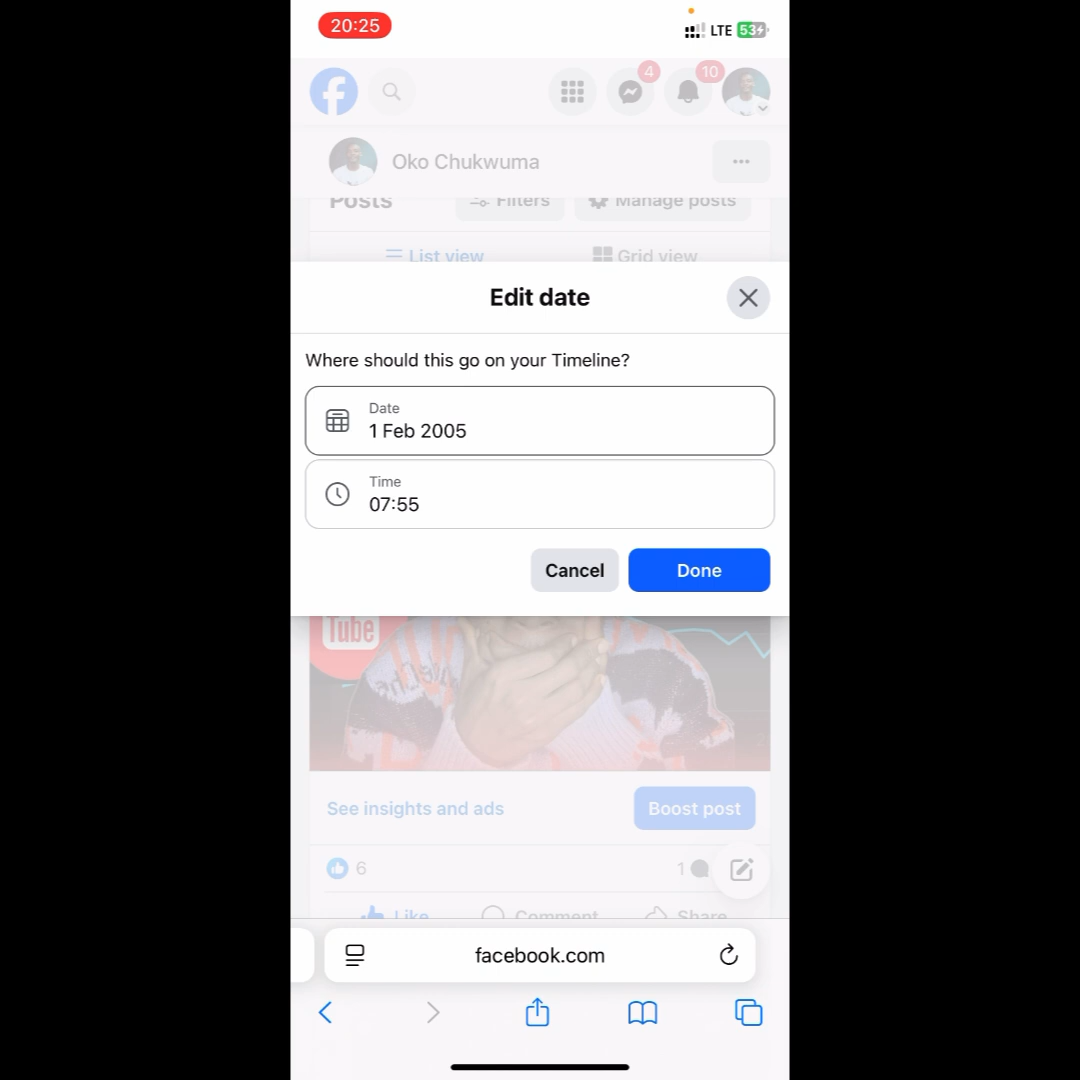 20:25
LTE 53
4
10
Oko Chukwuma
Posts
Filters
Manage posts
List view
Grid view
Edit date
Where should this go on your Timeline?
Date
1 Feb 2005
Time
07:55
Cancel
Done
Tube
See insights and ads
Boost post
6
1
Like
Comment
Share
facebook.com